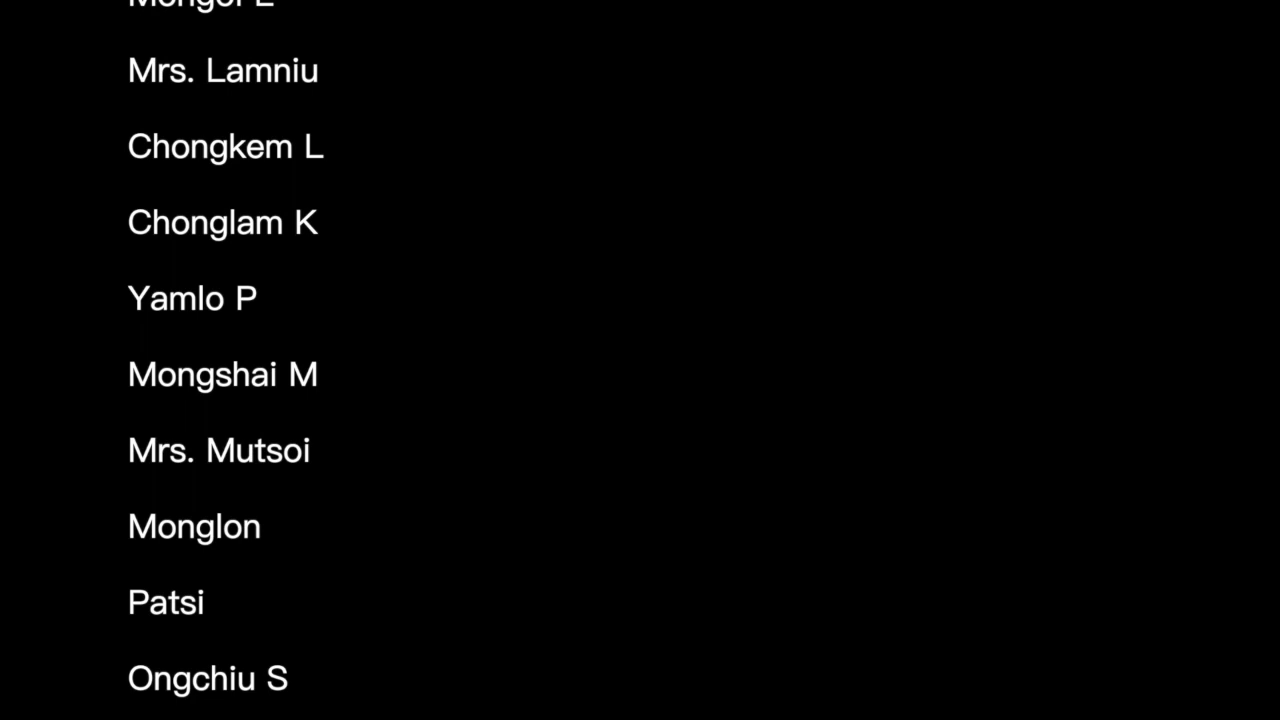 Mrs. Lamniu
Chongkem L
Chonglam K
Yamlo P
Mongshai M
Mrs. Mutsoi
Monglon
Patsi
Ongchiu S